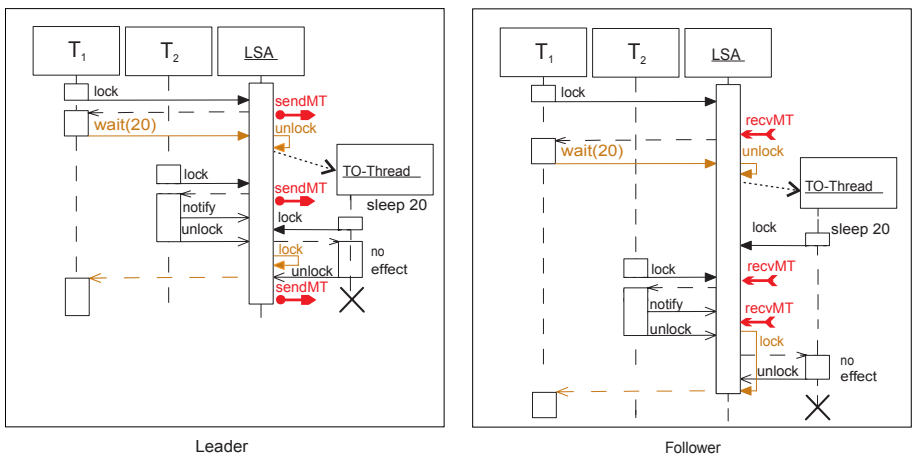 T1
T2
LSA
lock
sendMT
wait(20)
unlock
TO-Thread
lock
sendMT
sleep 20
notify
lock
unlock
no
lock
effect
unlock
sendMT
Leader
T1
T2
LSA
lock
recvMT
wait(20)
unlock
TO-Thread
sleep 20
lock
lock
recvMT
notify
recvMT
unlock
lock
no
unlock
effect
Follower